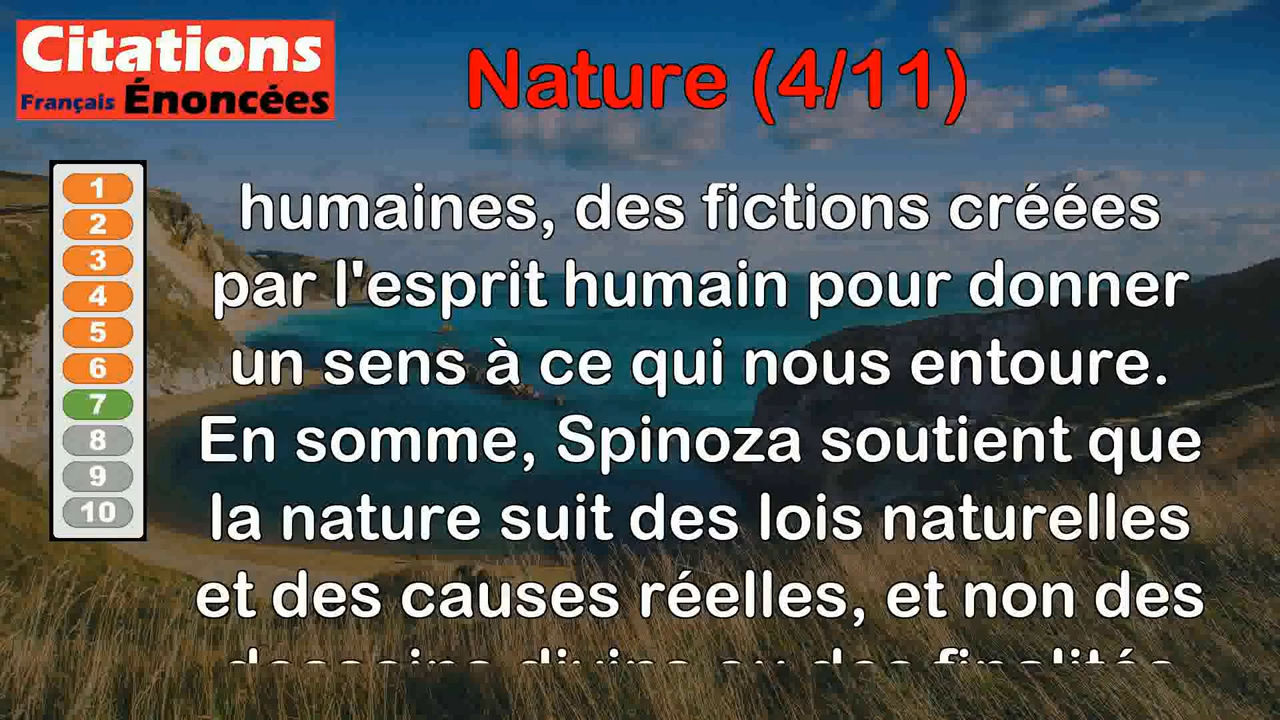 Citations
Français Énoncées
Nature (4/11)
1
2
3
4
5
6
7
8
9
10
humaines, des fictions créées
par l'esprit humain pour donner
un sens à ce qui nous entoure.
En somme, Spinoza soutient que
la nature suit des lois naturelles
et des causes réelles, et non des